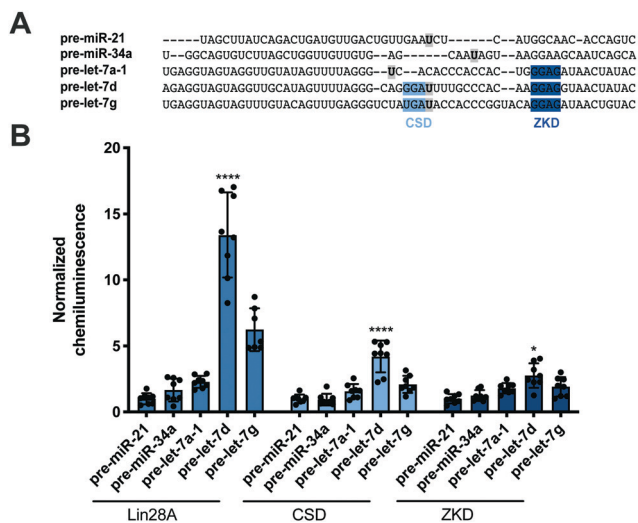 A
pre-miR-21 -----UAGCUUAUCAGACUGAUGUUGACUGUUGAAUCU-----C--AUGGCAAC-ACCAGUC
pre-miR-34a U--GGCAGUGUCUUAGCUGGUUGUUGUG--AG-----CAAUAGU--AAGGAAGCAAUCAGCA
pre-let-7a-1 UGAGGUAGUAGGUUGUAUAGUUUUAGGG----UC--ACACCCACCAC--UGGGAGAUAACUAUAC
pre-let-7d AGAGGUAGUAGGUUGCAUAGUUUUAGGG--CAGGGAUUUUGCCCAC--AAGGAGGUAACUAUAC
pre-let-7g UGAGGUAGUAGUUUGUACAGUUUGAGGGUCUAUGAUACCACCCGGUACAGGAGAUAACUGUAC
CSD ZKD
B
Normalized chemiluminescence
20
15
10
5
0
****
****
*
pre-miR-21 pre-miR-34a pre-let-7a-1 pre-let-7d pre-let-7g pre-miR-21 pre-miR-34a pre-let-7a-1 pre-let-7d pre-let-7g pre-miR-21 pre-miR-34a pre-let-7a-1 pre-let-7d pre-let-7g
Lin28A CSD ZKD